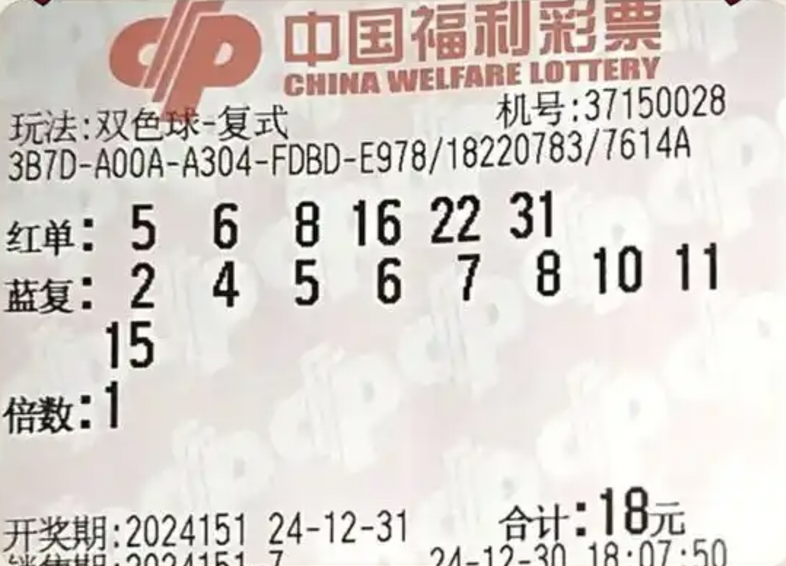 中国福利彩票
CHINA WELFARE LOTTERY
玩法:双色球-复式 机号:37150028
3B7D-A00A-A304-FDBD-E978/18220783/7614A
红单: 5 6 8 16 22 31
蓝复: 2 4 5 6 7 8 10 11
15
倍数:1
开奖期:2024151 24-12-31 合计:18元
销售期:2024151 7 24-12-30 18:07:50